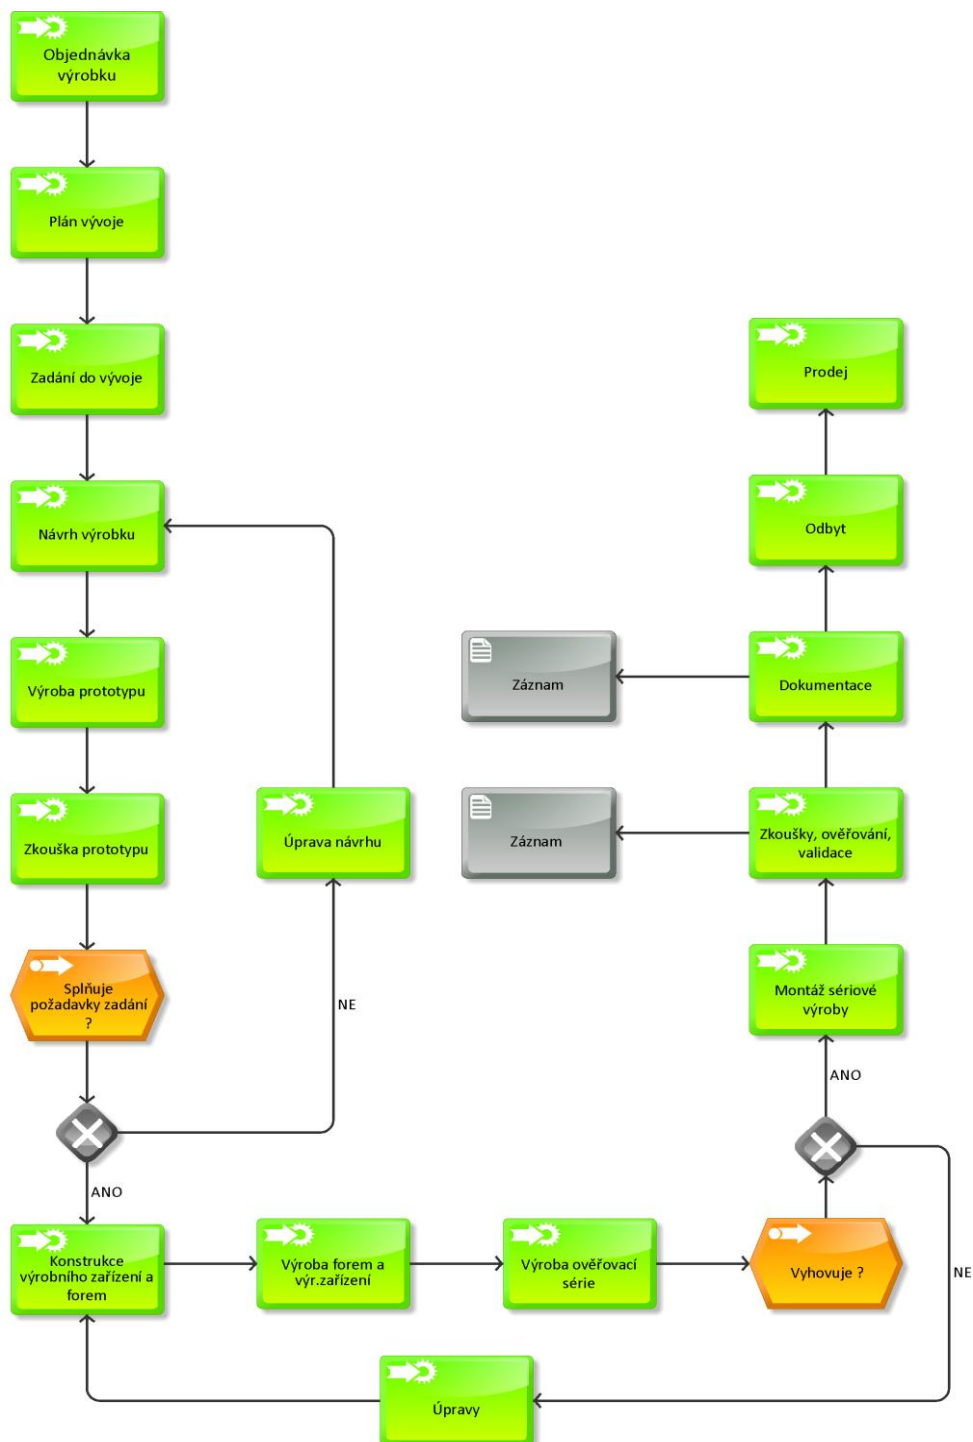 Objednávka
výrobku
Plán vývoje
Zadání do vývoje
Návrh výrobku
Výroba prototypu
Zkouška prototypu
Úprava návrhu
Splňuje
požadavky zadání
?
NE
ANO
Konstrukce
výrobního zařízení a
forem
Výroba forem a
výr.zařízení
Výroba ověřovací
série
Vyhovuje ?
NE
Úpravy
ANO
Montáž sériové
výroby
Zkoušky, ověřování,
validace
Záznam
Dokumentace
Záznam
Odbyt
Prodej